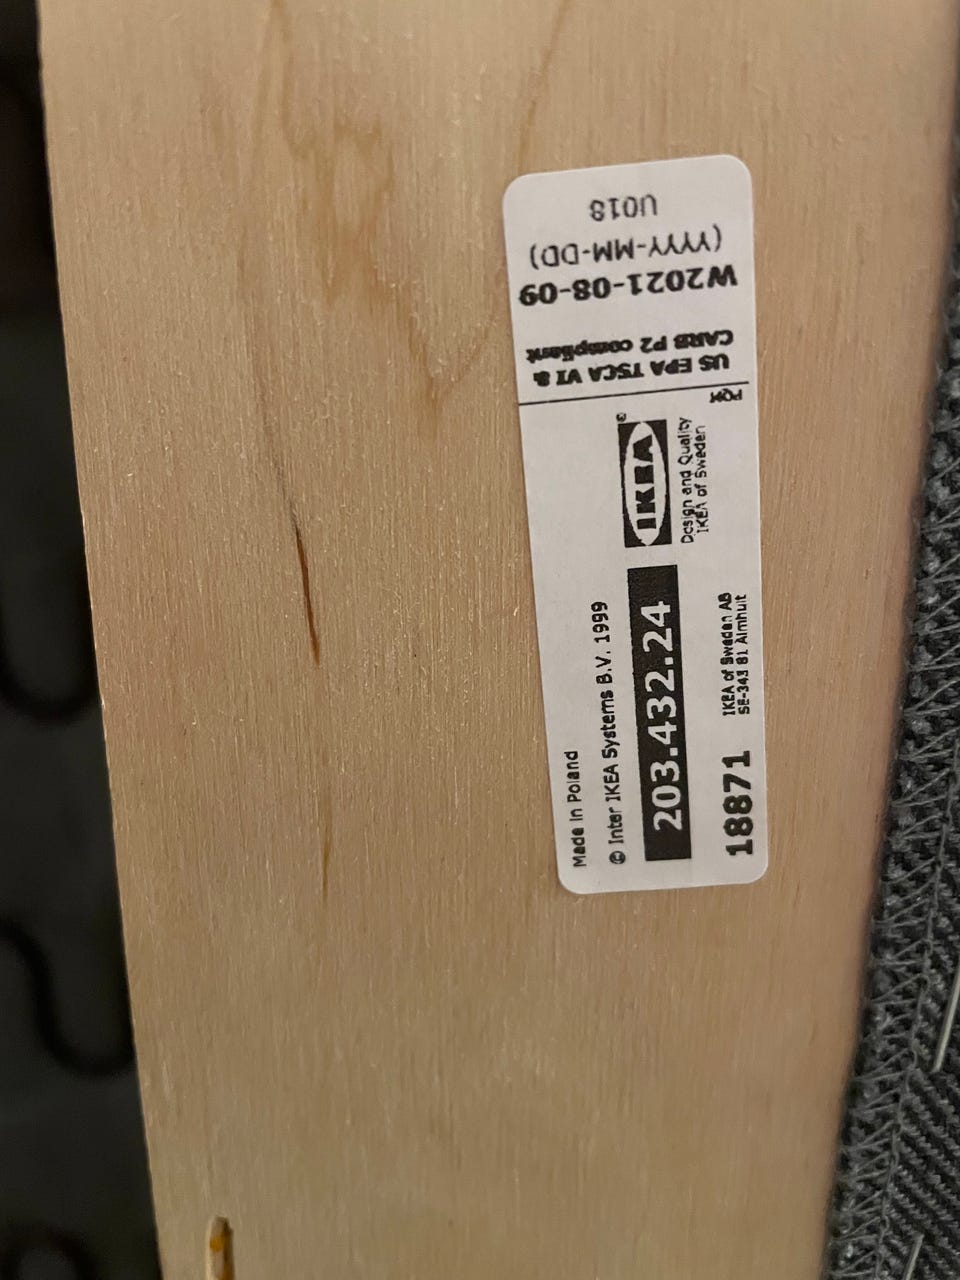 U018
(YYYY-MM-DD)
W2021-08-09
US EPA TSCA VI &
CARB P2 compliant
PQK
Made in Poland
© Inter IKEA Systems B.V. 1999
203.432.24
18871
IKEA of Sweden AB
SE-343 81 Älmhult
IKEA®
Design and Quality
IKEA of Sweden